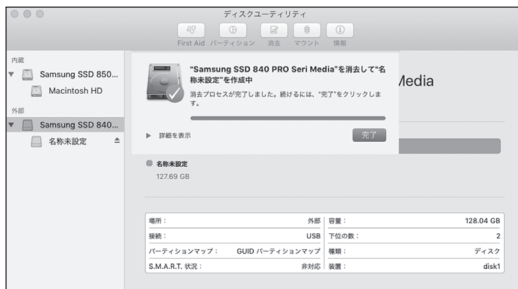 ディスクユーティリティ
First Aid パーティション 消去 マウント 情報
内蔵
Samsung SSD 850...
Macintosh HD
外部
Samsung SSD 840...
名称未設定
"Samsung SSD 840 PRO Seri Media"を消去して"名
称未設定"を作成中
消去プロセスが完了しました。続けるには、"完了"をクリックしま
す。
詳細を表示
完了
Media
名称未設定
127.69 GB
場所： 外部 容量： 128.04 GB
接続： USB 下位の数： 2
パーティションマップ： GUID パーティションマップ 種類： ディスク
S.M.A.R.T. 状況： 非対応 装置： disk1